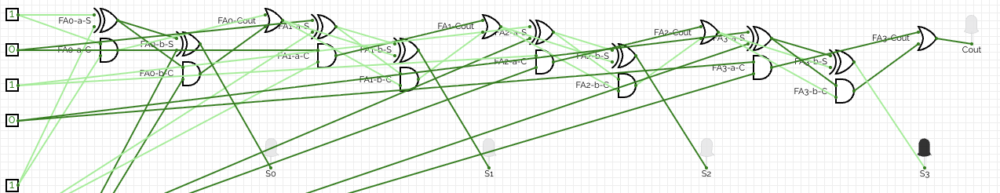 1
FA0-a-S
FA0-Cout
FA1-a-S
FA1-Cout
FA2-a-S
FA2-Cout
FA3-a-S
FA3-Cout
0
FA0-a-C
FA0-b-S
FA1-a-C
FA1-b-S
FA2-a-C
FA2-b-S
FA3-a-C
FA3-b-S
Cout
1
FA0-b-C
FA1-b-C
FA2-b-C
FA3-b-C
0
S0
S1
S2
S3
1